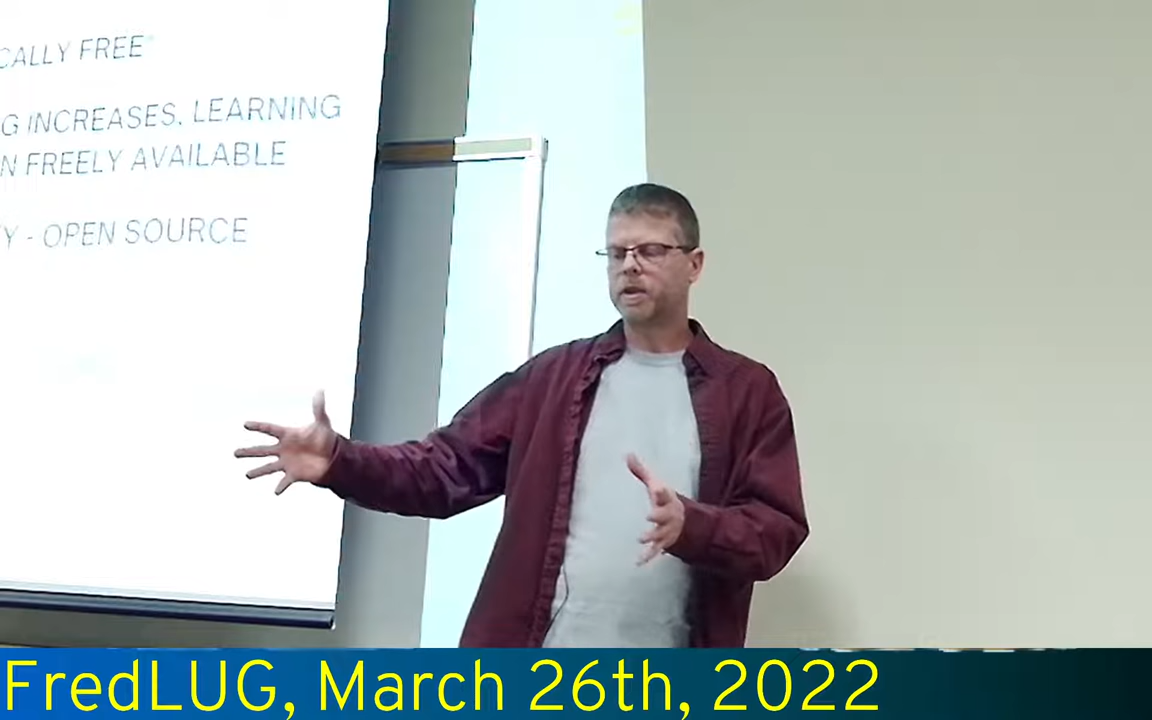 CALLY FREE"
G INCREASES, LEARNING
N FREELY AVAILABLE
Y - OPEN SOURCE
FredLUG, March 26th, 2022